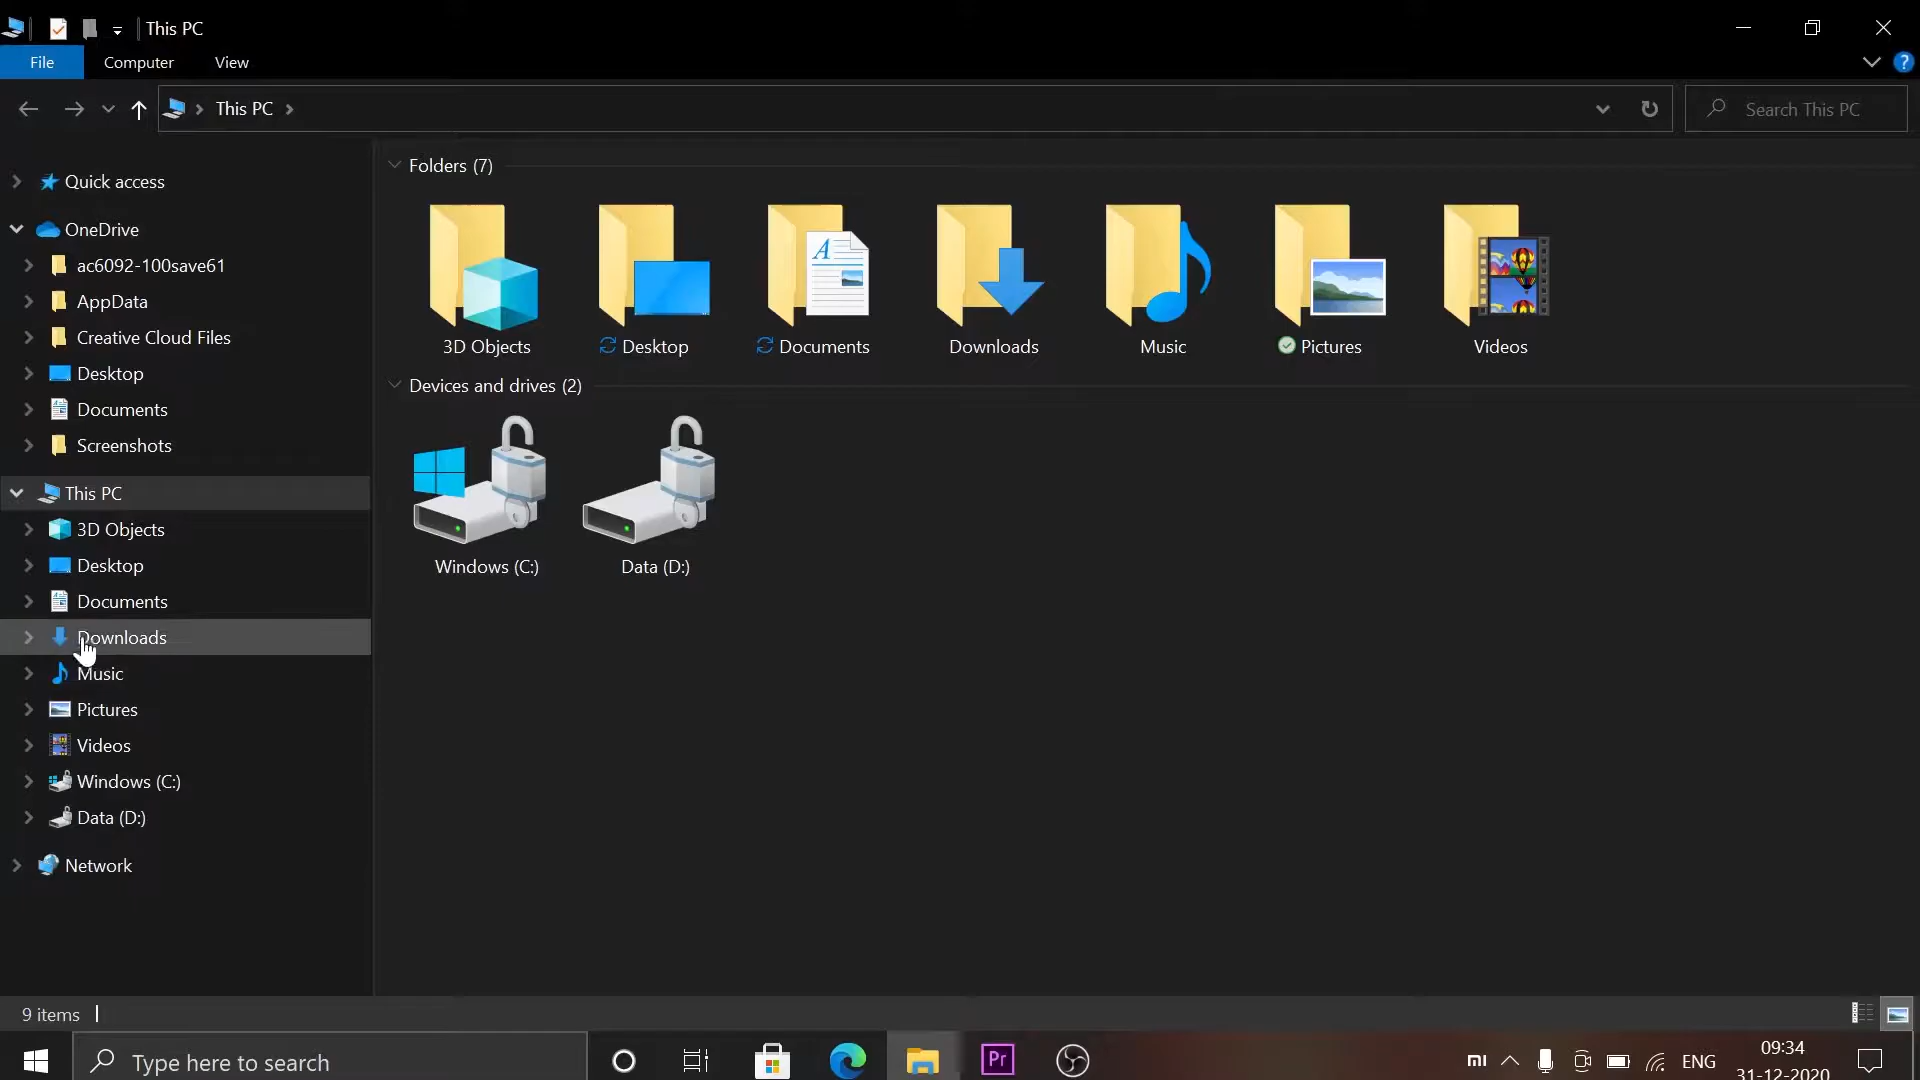 This PC
File
Computer
View
This PC
Search This PC
Quick access
OneDrive
ac6092-100save61
AppData
Creative Cloud Files
Desktop
Documents
Screenshots
This PC
3D Objects
Desktop
Documents
Downloads
Music
Pictures
Videos
Windows (C:)
Data (D:)
Network
Folders (7)
3D Objects
Desktop
Documents
Downloads
Music
Pictures
Videos
Devices and drives (2)
Windows (C:)
Data (D:)
9 items
Type here to search
Pr
mi
ENG
09:34
31-12-2020